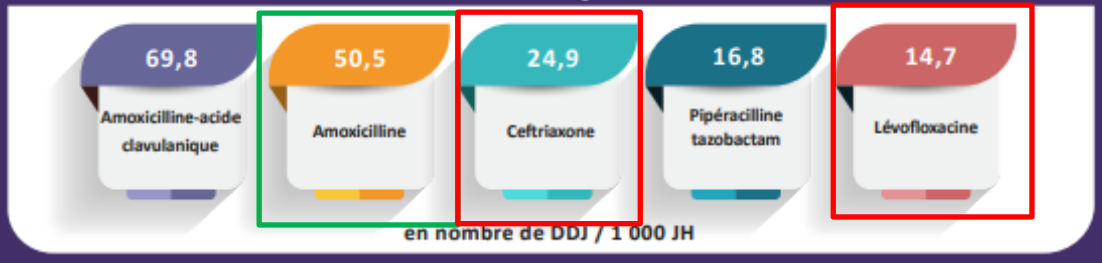 69,8
50,5
24,9
16,8
14,7
Amoxicilline-acide
clavulanique
Amoxicilline
Ceftriaxone
Pipéracilline
tazobactam
Lévofloxacine
en nombre de DDJ / 1 000 JH